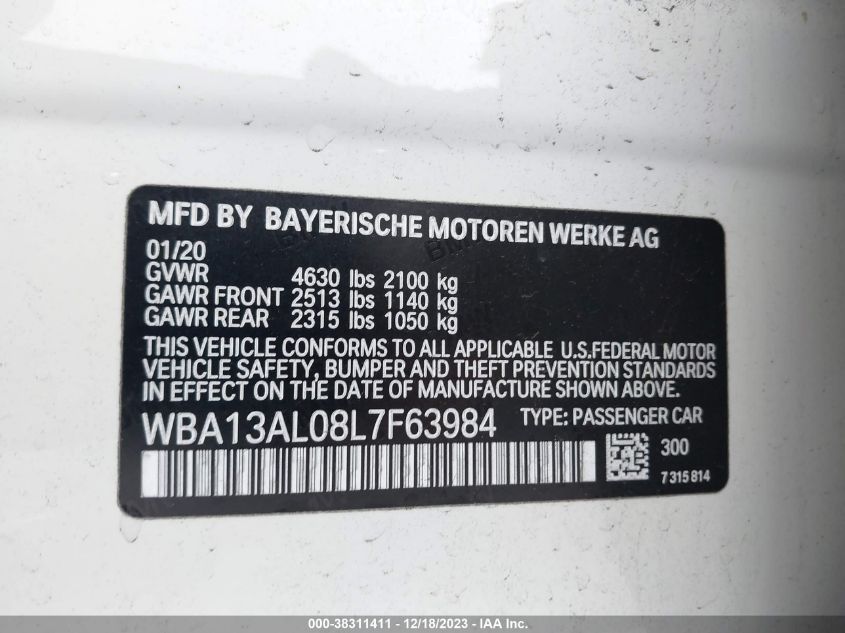 MFD BY BAYERISCHE MOTOREN WERKE AG
01/20
GVWR 4630 lbs 2100 kg
GAWR FRONT 2513 lbs 1140 kg
GAWR REAR 2315 lbs 1050 kg
THIS VEHICLE CONFORMS TO ALL APPLICABLE U.S.FEDERAL MOTOR
VEHICLE SAFETY, BUMPER AND THEFT PREVENTION STANDARDS
IN EFFECT ON THE DATE OF MANUFACTURE SHOWN ABOVE.
WBA13AL08L7F63984 TYPE: PASSENGER CAR
300
7315814
000-38311411 - 12/18/2023 - IAA Inc.